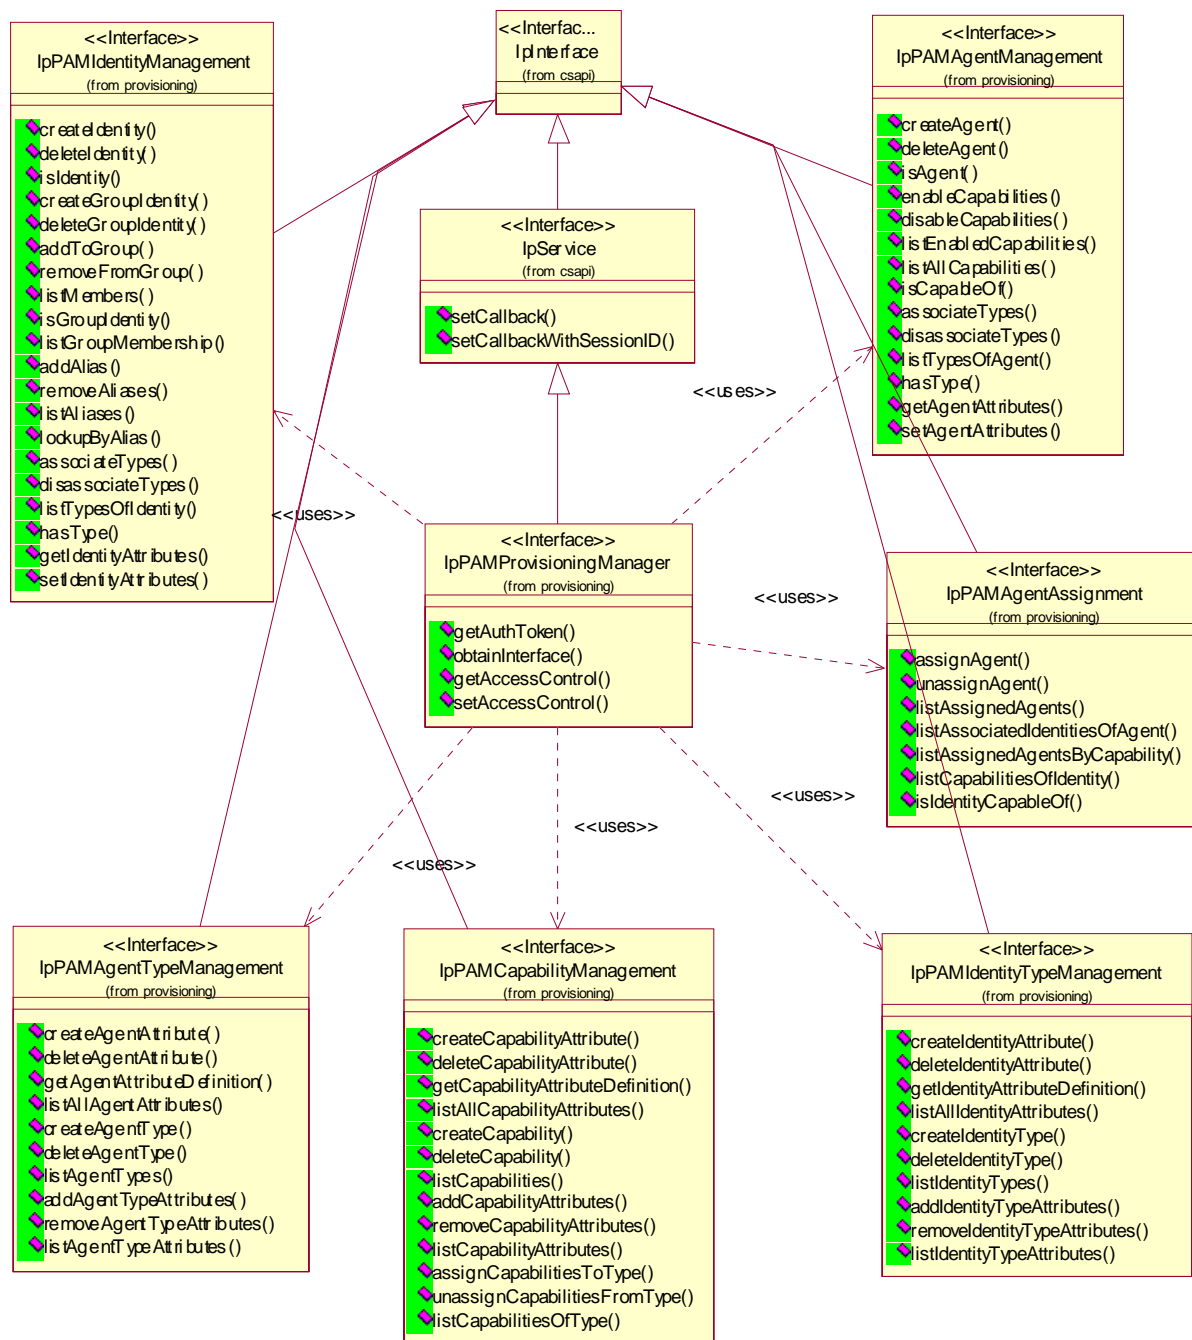 <<Interface>>
IpPAMIdentityManagement
(from provisioning)
createIdentity()
deleteIdentity()
isIdentity()
createGroupIdentity()
deleteGroupIdentity()
addToGroup()
removeFromGroup()
listMembers()
isGroupIdentity()
listGroupMembership()
addAlias()
removeAliases()
listAliases()
lookupByAlias()
associateTypes()
disassociateTypes()
listTypesOfIdentity()
hasType()
getIdentityAttributes()
setIdentityAttributes()
<<Interfac...
IpInterface
(from csapi)
<<Interface>>
IpService
(from csapi)
setCallback()
setCallbackWithSessionID()
<<Interface>>
IpPAMAgentManagement
(from provisioning)
createAgent()
deleteAgent()
isAgent()
enableCapabilities()
disableCapabilities()
listEnabledCapabilities()
listAllCapabilities()
isCapableOf()
associateTypes()
disassociateTypes()
listTypesOfAgent()
hasType()
getAgentAttributes()
setAgentAttributes()
<<uses>>
<<uses>>
<<Interface>>
IpPAMProvisioningManager
(from provisioning)
getAuthToken()
obtainInterface()
getAccessControl()
setAccessControl()
<<uses>>
<<Interface>>
IpPAMAgentAssignment
(from provisioning)
assignAgent()
unassignAgent()
listAssignedAgents()
listAssociatedIdentitiesOfAgent()
listAssignedAgentsByCapability()
listCapabilitiesOfIdentity()
isIdentityCapableOf()
<<uses>>
<<uses>>
<<uses>>
<<Interface>>
IpPAMAgentTypeManagement
(from provisioning)
createAgentAttribute()
deleteAgentAttribute()
getAgentAttributeDefinition()
listAllAgentAttributes()
createAgentType()
deleteAgentType()
listAgentTypes()
addAgentTypeAttributes()
removeAgentTypeAttributes()
listAgentTypeAttributes()
<<Interface>>
IpPAMCapabilityManagement
(from provisioning)
createCapabilityAttribute()
deleteCapabilityAttribute()
getCapabilityAttributeDefinition()
listAllCapabilityAttributes()
createCapability()
deleteCapability()
listCapabilities()
addCapabilityAttributes()
removeCapabilityAttributes()
listCapabilityAttributes()
assignCapabilitiesToType()
unassignCapabilitiesFromType()
listCapabilitiesOfType()
<<Interface>>
IpPAMIdentityTypeManagement
(from provisioning)
createIdentityAttribute()
deleteIdentityAttribute()
getIdentityAttributeDefinition()
listAllIdentityAttributes()
createIdentityType()
deleteIdentityType()
listIdentityTypes()
addIdentityTypeAttributes()
removeIdentityTypeAttributes()
listIdentityTypeAttributes()